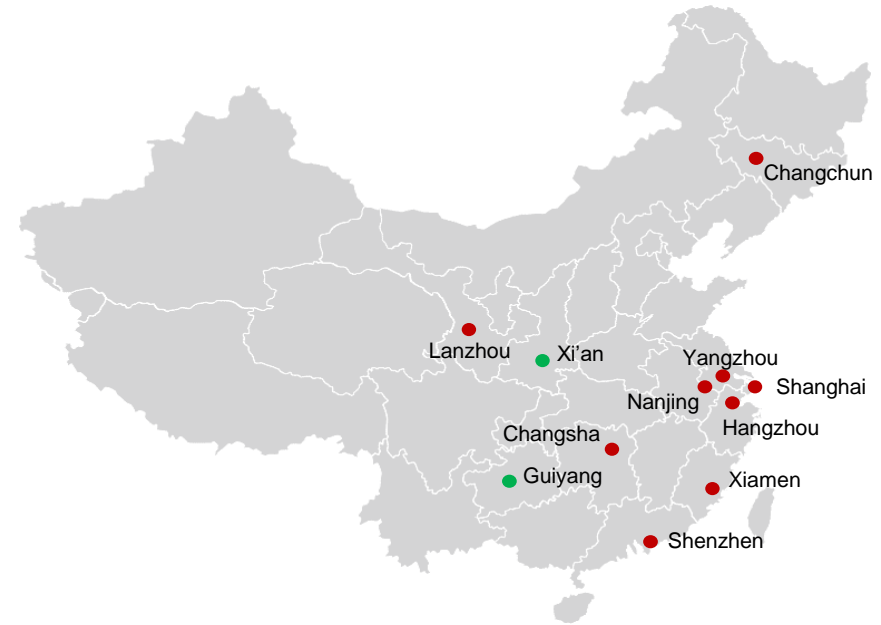 Changchun
Lanzhou
Xi’an
Yangzhou
Shanghai
Nanjing
Hangzhou
Changsha
Guiyang
Xiamen
Shenzhen